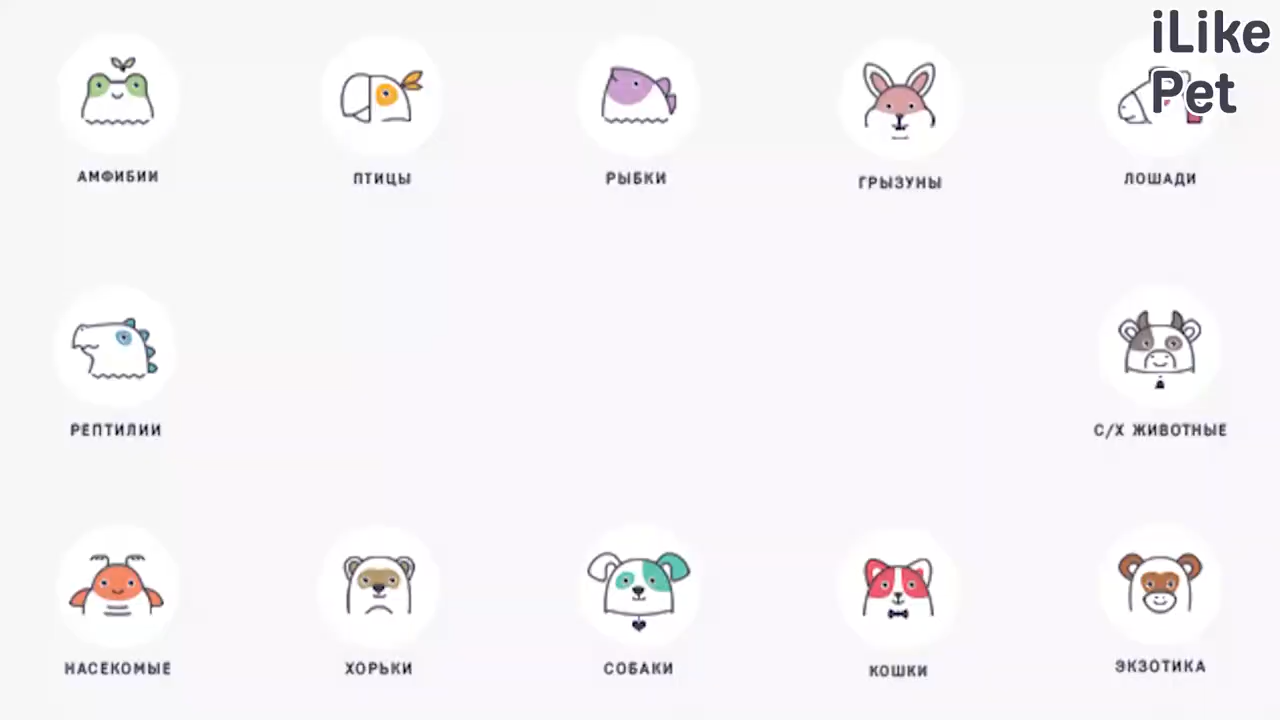 iLike
Pet
АМФИБИИ
ПТИЦЫ
РЫБКИ
ГРЫЗУНЫ
ЛОШАДИ
РЕПТИЛИИ
С/Х ЖИВОТНЫЕ
НАСЕКОМЫЕ
ХОРЬКИ
СОБАКИ
КОШКИ
ЭКЗОТИКА